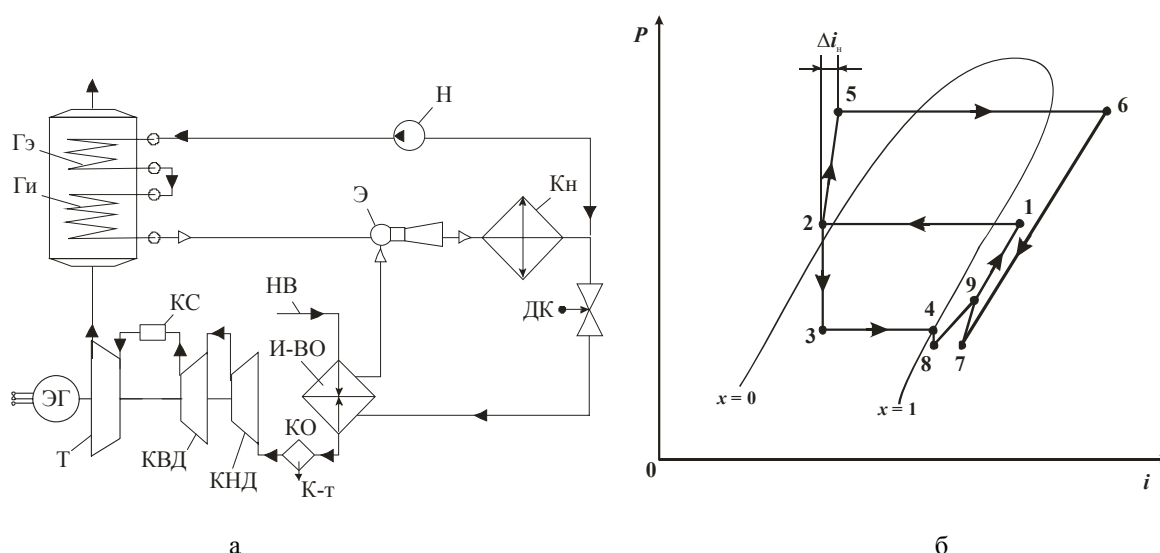 Н
Гэ
Ги
Э
Кн
НВ
КС
ДК
И-ВО
ЭГ
КО
Т
КВД
КНД
К-т
а
P
Δiн
5
6
2
1
9
3
4
8
7
x = 0
x = 1
0
i
б